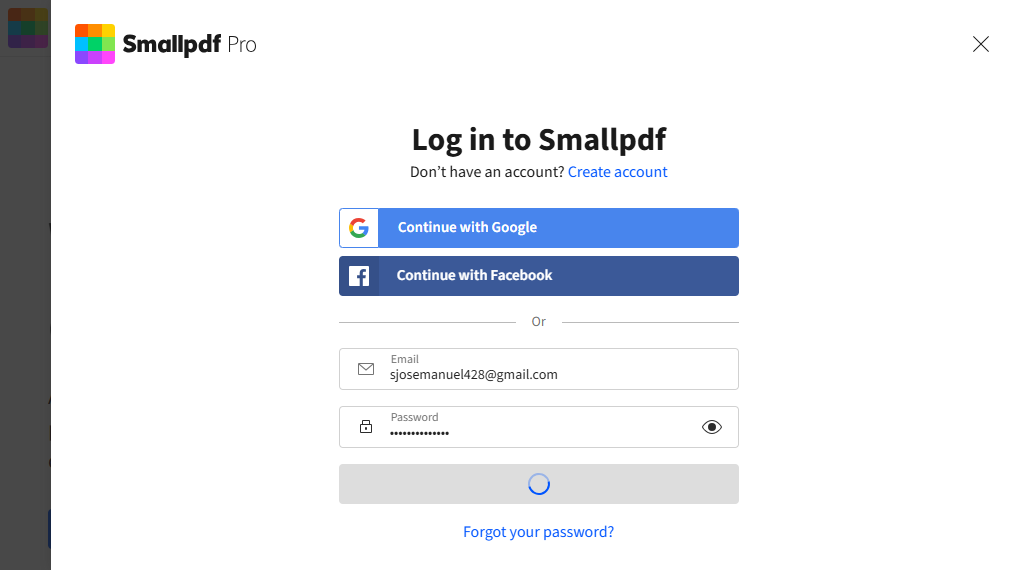 Smallpdf Pro
Log in to Smallpdf
Don’t have an account? Create account
Continue with Google
Continue with Facebook
Or
Email
sjosemanuel428@gmail.com
Password
••••••••••••••
Forgot your password?